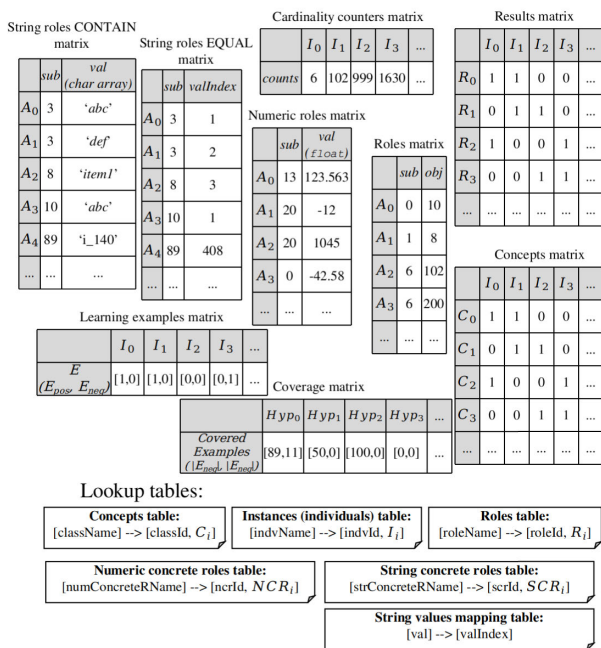 String roles CONTAIN
matrix
sub val
(char array)
A0 3 'abc'
A1 3 'def'
A2 8 'item1'
A3 10 'abc'
A4 89 'i_140'
... ... ...
String roles EQUAL
matrix
sub valIndex
A0 3 1
A1 3 2
A2 8 3
A3 10 1
A4 89 408
... ... ...
Cardinality counters matrix
I0 I1 I2 I3 ...
counts 6 102 999 1630 ...
Numeric roles matrix
sub val
(float)
A0 13 123.563
A1 20 -12
A2 20 1045
A3 0 -42.58
... ... ...
Roles matrix
sub obj
A0 0 10
A1 1 8
A2 6 102
A3 6 200
... ... ...
Results matrix
I0 I1 I2 I3 ...
R0 1 1 0 0 ...
R1 0 1 1 0 ...
R2 1 0 0 1 ...
R3 0 0 1 1 ...
... ... ... ... ... ...
Concepts matrix
I0 I1 I2 I3 ...
C0 1 1 0 0 ...
C1 0 1 1 0 ...
C2 1 0 0 1 ...
C3 0 0 1 1 ...
... ... ... ... ... ...
Learning examples matrix
I0 I1 I2 I3 ...
E
(Epos, Eneg) [1,0] [1,0] [0,0] [0,1] ...
Coverage matrix
Hyp0 Hyp1 Hyp2 Hyp3 ...
Covered
Examples
(|Eneg|, |Eneg|) [89,11] [50,0] [100,0] [0,0] ...
Lookup tables:
Concepts table:
[className] --> [classId, Ci]
Instances (individuals) table:
[indvName] --> [indvId, Ii]
Roles table:
[roleName] --> [roleId, Ri]
Numeric concrete roles table:
[numConcreteRName] --> [ncrId, NCRi]
String concrete roles table:
[strConcreteRName] --> [scrId, SCRi]
String values mapping table:
[val] --> [valIndex]